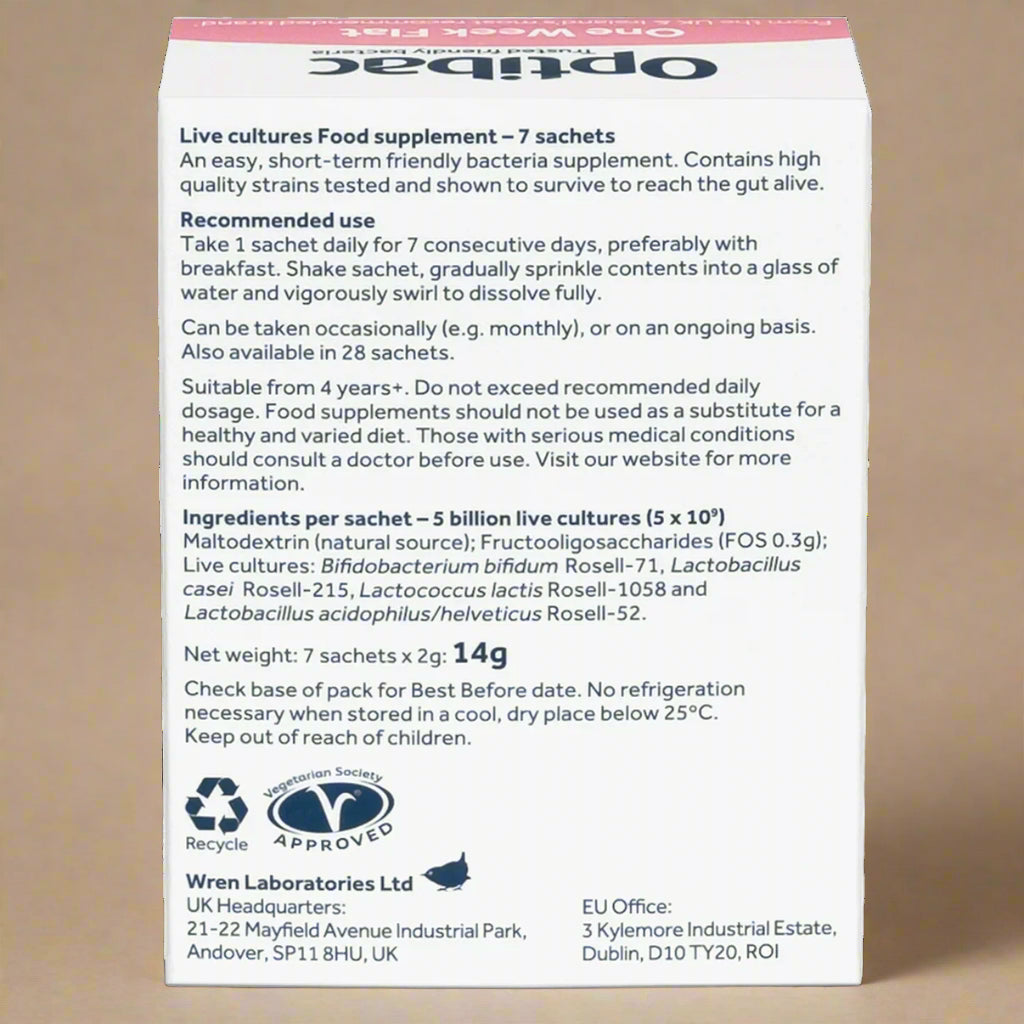 From the UK & Ireland's most recommended brand.
One Week Flat
Trusted friendly bacteria
Optibac
Live cultures Food supplement – 7 sachets
An easy, short-term friendly bacteria supplement. Contains high
quality strains tested and shown to survive to reach the gut alive.
Recommended use
Take 1 sachet daily for 7 consecutive days, preferably with
breakfast. Shake sachet, gradually sprinkle contents into a glass of
water and vigorously swirl to dissolve fully.
Can be taken occasionally (e.g. monthly), or on an ongoing basis.
Also available in 28 sachets.
Suitable from 4 years+. Do not exceed recommended daily
dosage. Food supplements should not be used as a substitute for a
healthy and varied diet. Those with serious medical conditions
should consult a doctor before use. Visit our website for more
information.
Ingredients per sachet – 5 billion live cultures (5 x 10⁹)
Maltodextrin (natural source); Fructooligosaccharides (FOS 0.3g);
Live cultures: Bifidobacterium bifidum Rosell-71, Lactobacillus
casei Rosell-215, Lactococcus lactis Rosell-1058 and
Lactobacillus acidophilus/helveticus Rosell-52.
Net weight: 7 sachets x 2g: 14g
Check base of pack for Best Before date. No refrigeration
necessary when stored in a cool, dry place below 25°C.
Keep out of reach of children.
Vegetarian Society
V®
APPROVED
Recycle
Wren Laboratories Ltd
UK Headquarters:
21-22 Mayfield Avenue Industrial Park,
Andover, SP11 8HU, UK
EU Office:
3 Kylemore Industrial Estate,
Dublin, D10 TY20, ROI